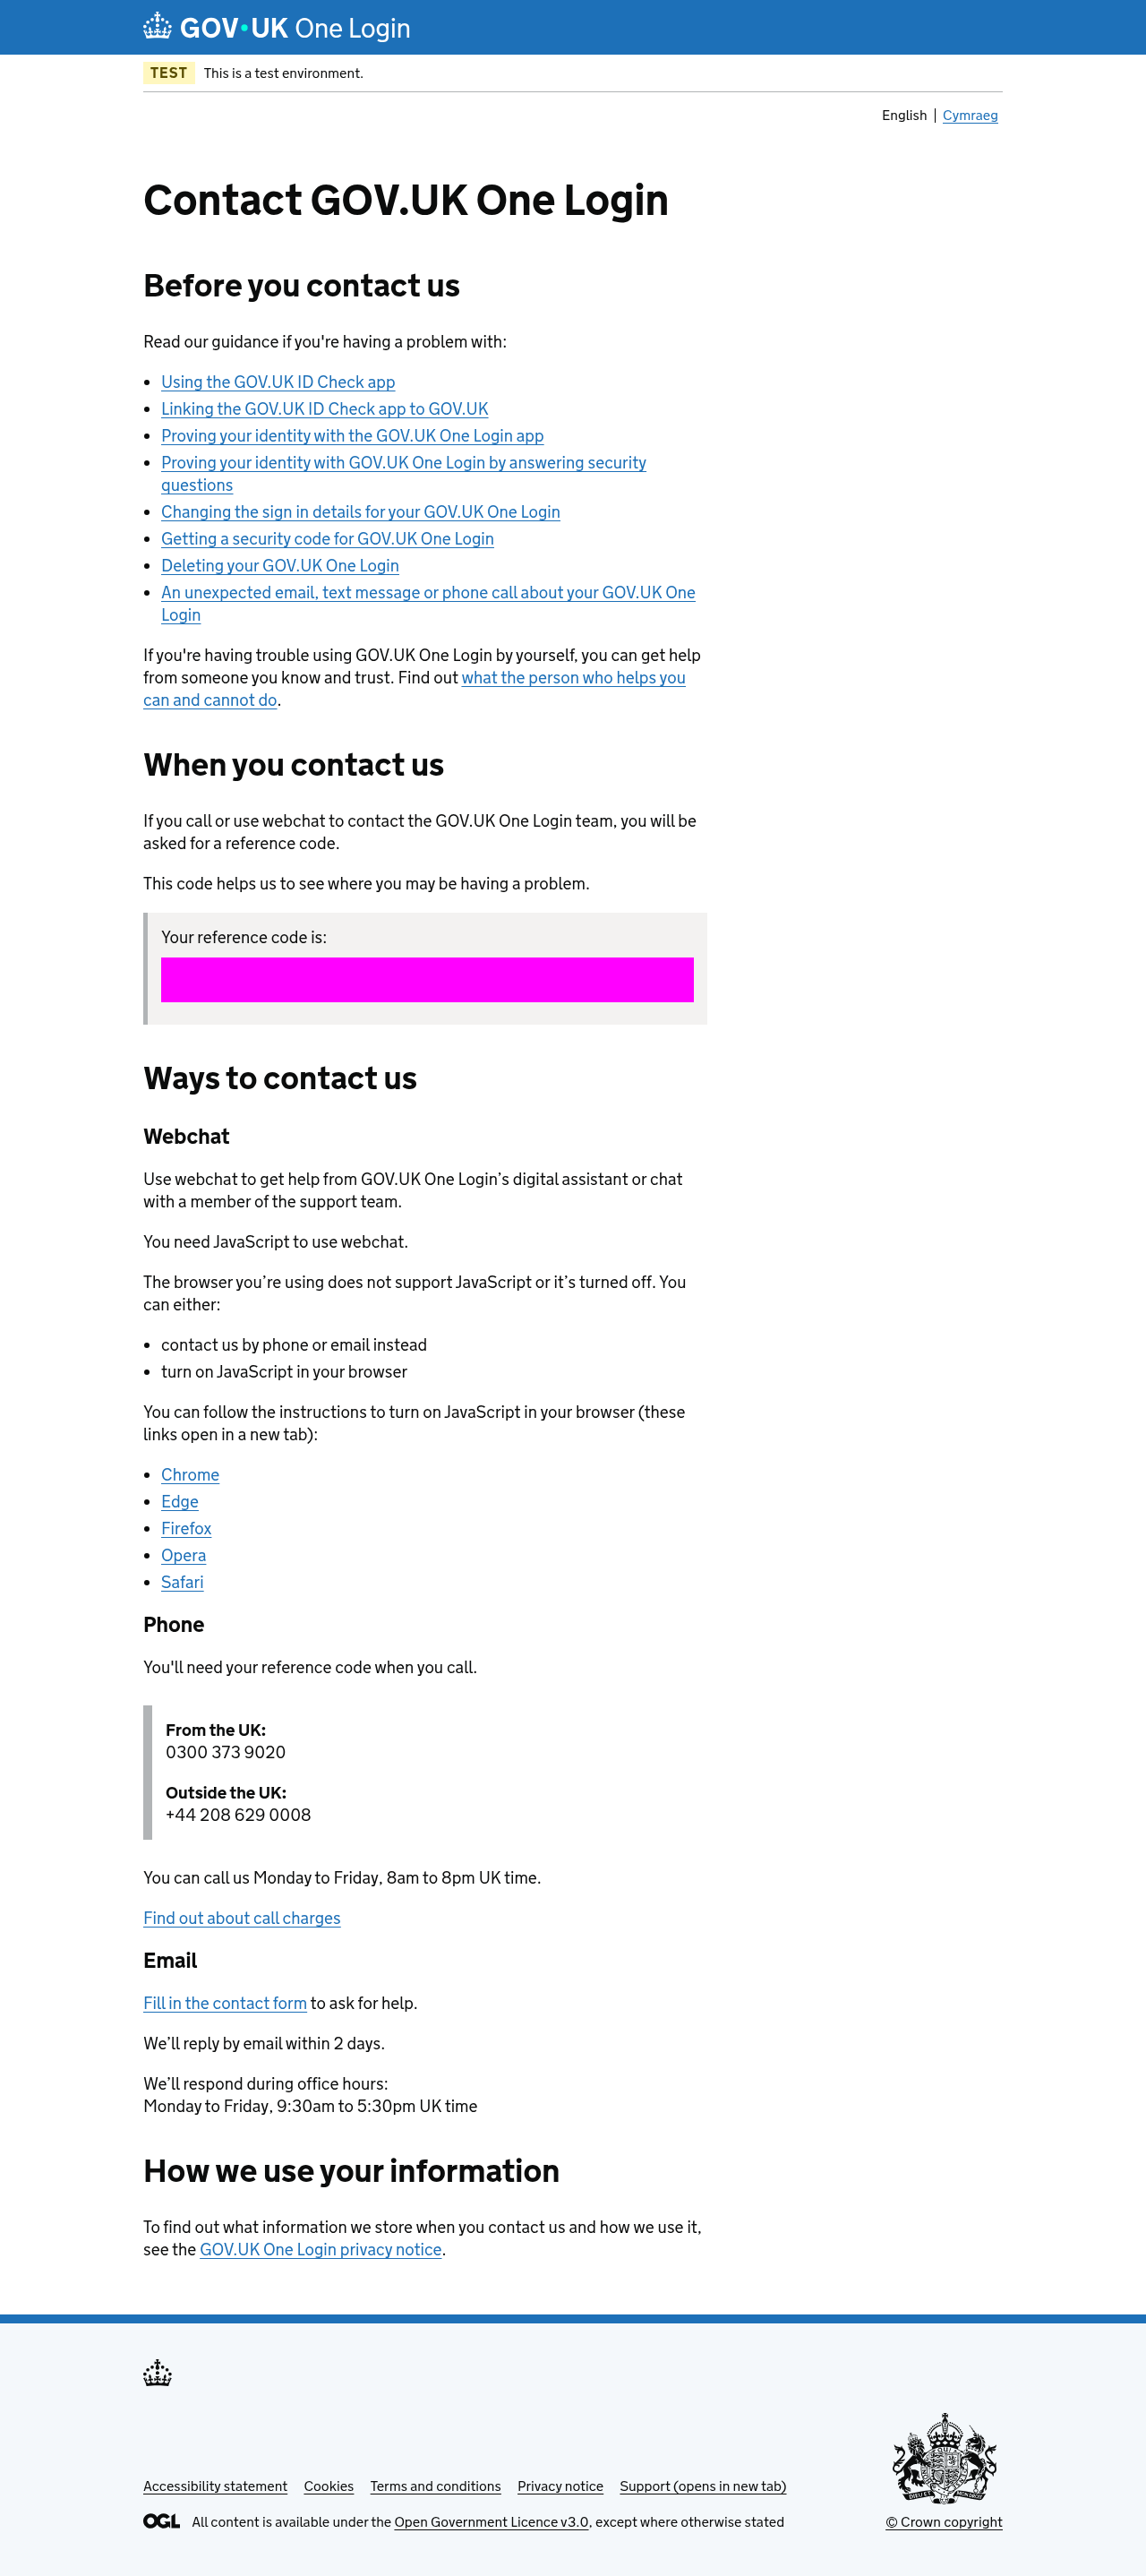 GOV•UK One Login
TEST This is a test environment.
English | Cymraeg
Contact GOV.UK One Login
Before you contact us
Read our guidance if you're having a problem with:
• Using the GOV.UK ID Check app
• Linking the GOV.UK ID Check app to GOV.UK
• Proving your identity with the GOV.UK One Login app
• Proving your identity with GOV.UK One Login by answering security
questions
• Changing the sign in details for your GOV.UK One Login
• Getting a security code for GOV.UK One Login
• Deleting your GOV.UK One Login
• An unexpected email, text message or phone call about your GOV.UK One
Login
If you're having trouble using GOV.UK One Login by yourself, you can get help
from someone you know and trust. Find out what the person who helps you
can and cannot do.
When you contact us
If you call or use webchat to contact the GOV.UK One Login team, you will be
asked for a reference code.
This code helps us to see where you may be having a problem.
Your reference code is:
Ways to contact us
Webchat
Use webchat to get help from GOV.UK One Login’s digital assistant or chat
with a member of the support team.
You need JavaScript to use webchat.
The browser you’re using does not support JavaScript or it’s turned off. You
can either:
• contact us by phone or email instead
• turn on JavaScript in your browser
You can follow the instructions to turn on JavaScript in your browser (these
links open in a new tab):
• Chrome
• Edge
• Firefox
• Opera
• Safari
Phone
You'll need your reference code when you call.
From the UK:
0300 373 9020
Outside the UK:
+44 208 629 0008
You can call us Monday to Friday, 8am to 8pm UK time.
Find out about call charges
Email
Fill in the contact form to ask for help.
We’ll reply by email within 2 days.
We’ll respond during office hours:
Monday to Friday, 9:30am to 5:30pm UK time
How we use your information
To find out what information we store when you contact us and how we use it,
see the GOV.UK One Login privacy notice.
Accessibility statement Cookies Terms and conditions Privacy notice Support (opens in new tab)
OGL All content is available under the Open Government Licence v3.0, except where otherwise stated
© Crown copyright